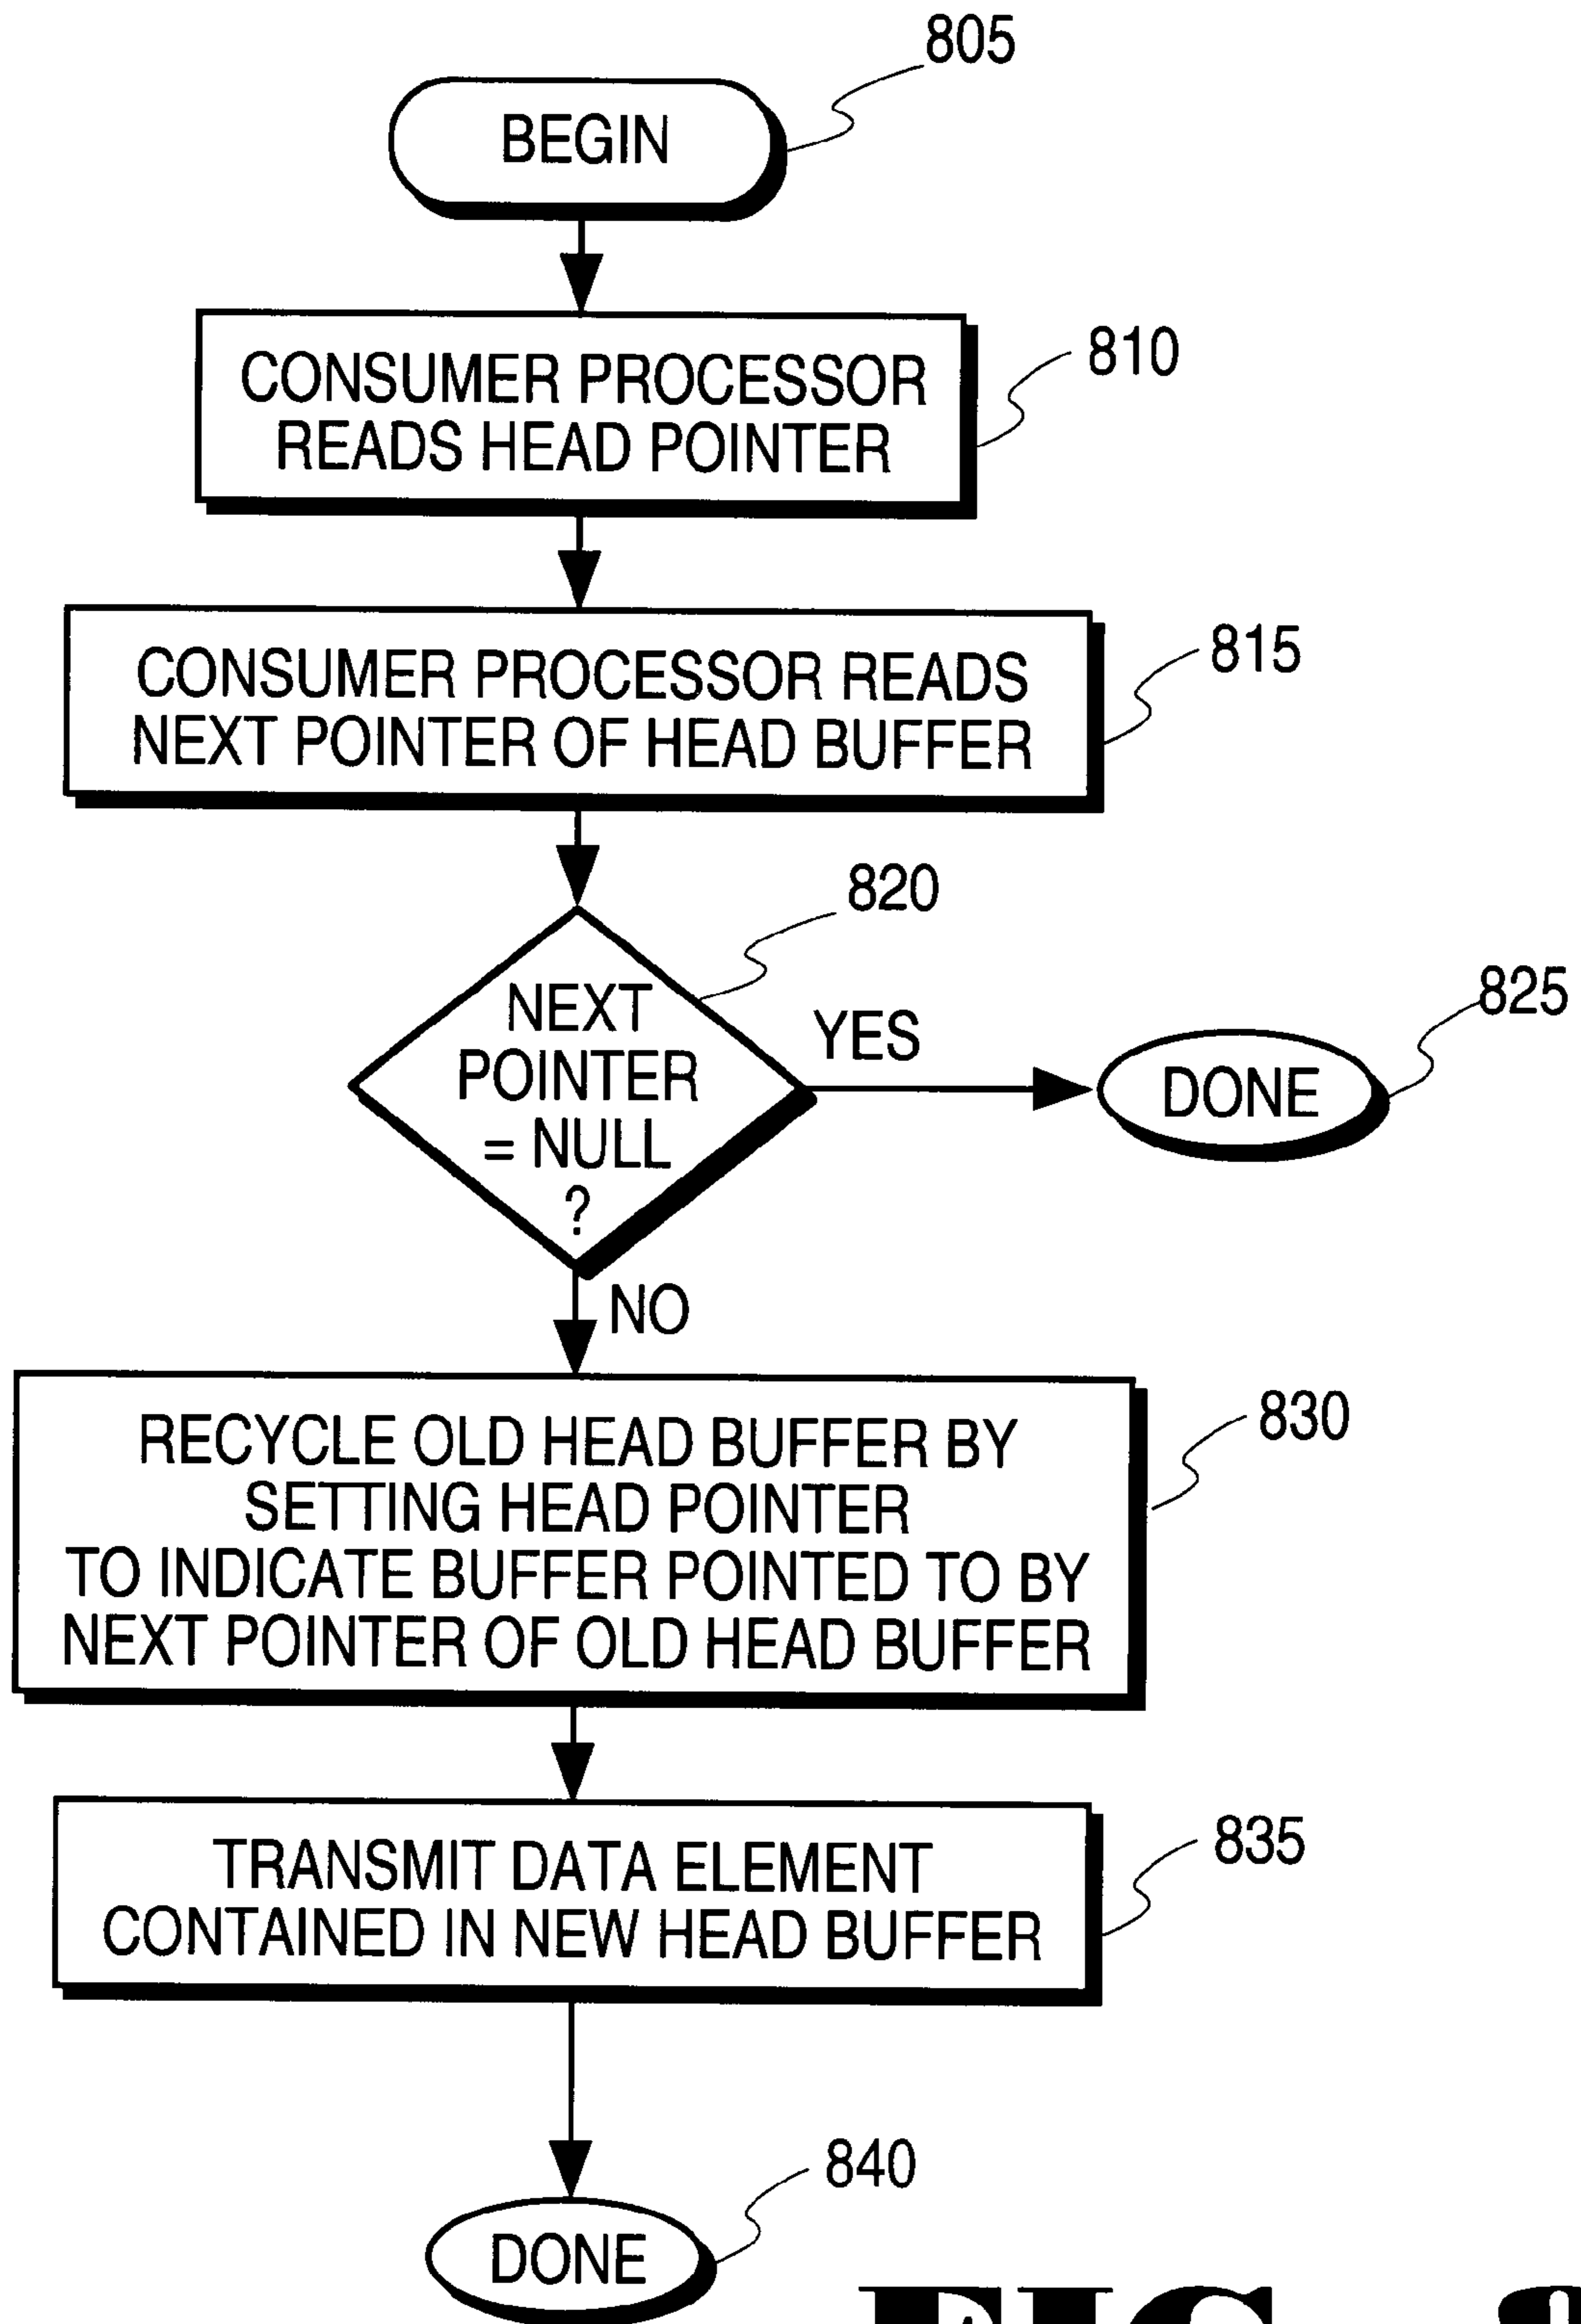 805
BEGIN
CONSUMER PROCESSOR
READS HEAD POINTER
810
CONSUMER PROCESSOR READS
NEXT POINTER OF HEAD BUFFER
815
820
NEXT
POINTER
= NULL
?
YES
825
DONE
NO
RECYCLE OLD HEAD BUFFER BY
SETTING HEAD POINTER
TO INDICATE BUFFER POINTED TO BY
NEXT POINTER OF OLD HEAD BUFFER
830
TRANSMIT DATA ELEMENT
CONTAINED IN NEW HEAD BUFFER
835
840
DONE